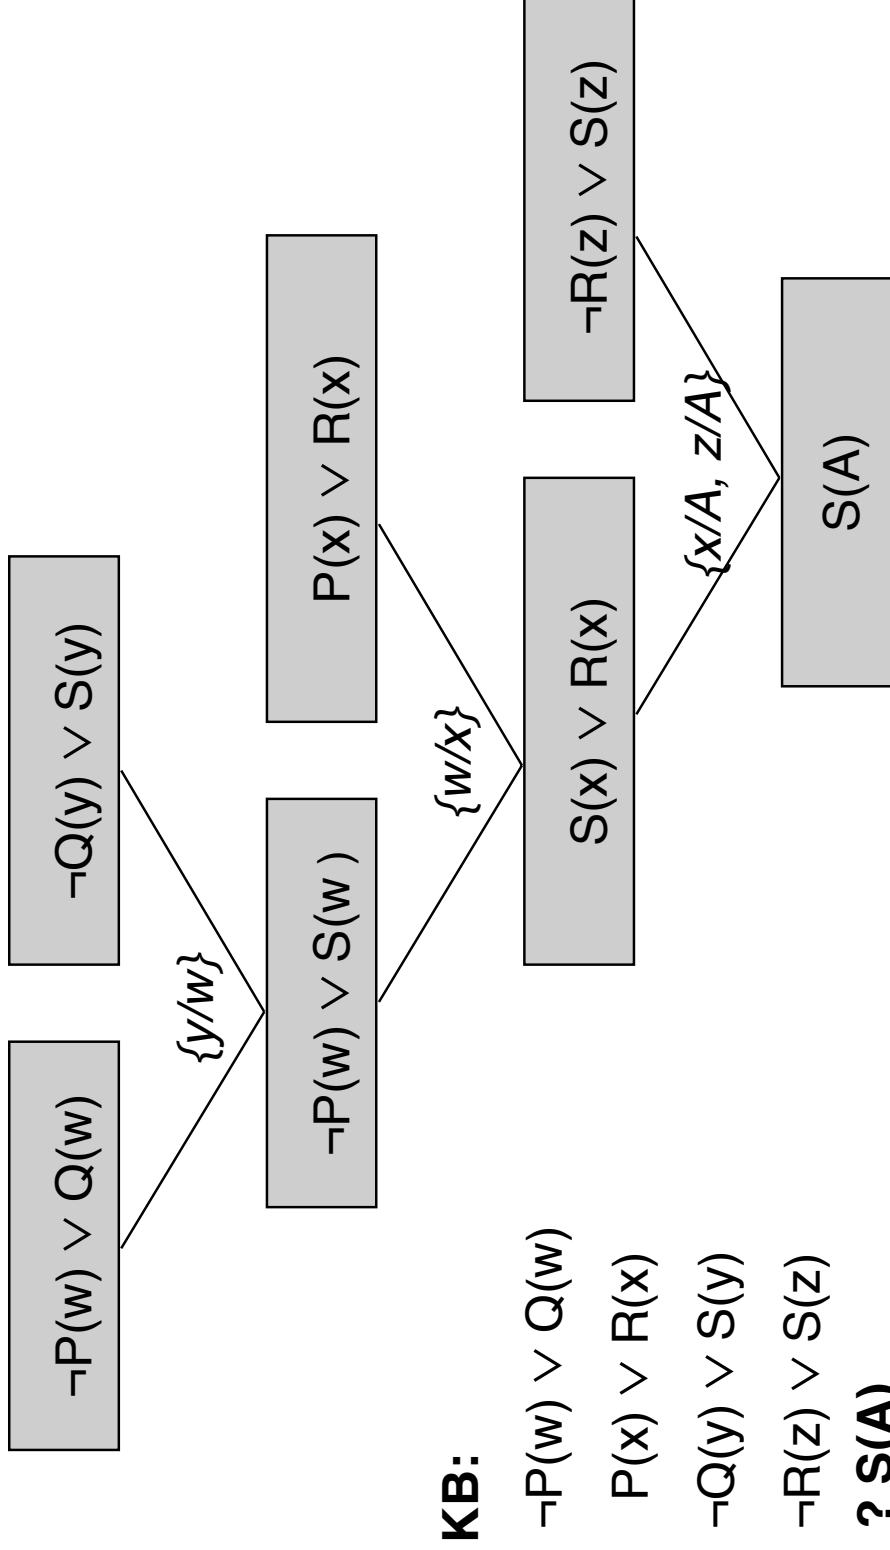 ¬P(w) ∨ Q(w)
¬Q(y) ∨ S(y)
{y/w}
¬P(w) ∨ S(w )
P(x) ∨ R(x)
{w/x}
S(x) ∨ R(x)
¬R(z) ∨ S(z)
{x/A, z/A}
S(A)
KB:
¬P(w) ∨ Q(w)
P(x) ∨ R(x)
¬Q(y) ∨ S(y)
¬R(z) ∨ S(z)
? S(A)